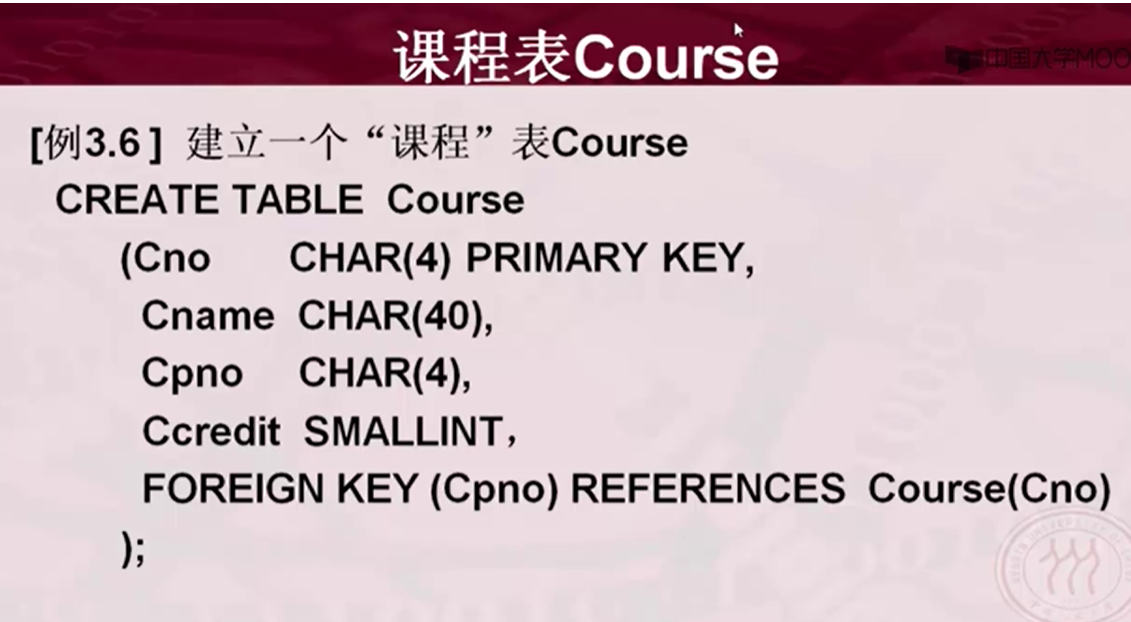 课程表Course
中国大学MOO
[例3.6] 建立一个“课程”表Course
CREATE TABLE Course
(Cno CHAR(4) PRIMARY KEY,
Cname CHAR(40),
Cpno CHAR(4),
Ccredit SMALLINT，
FOREIGN KEY (Cpno) REFERENCES Course(Cno)
);